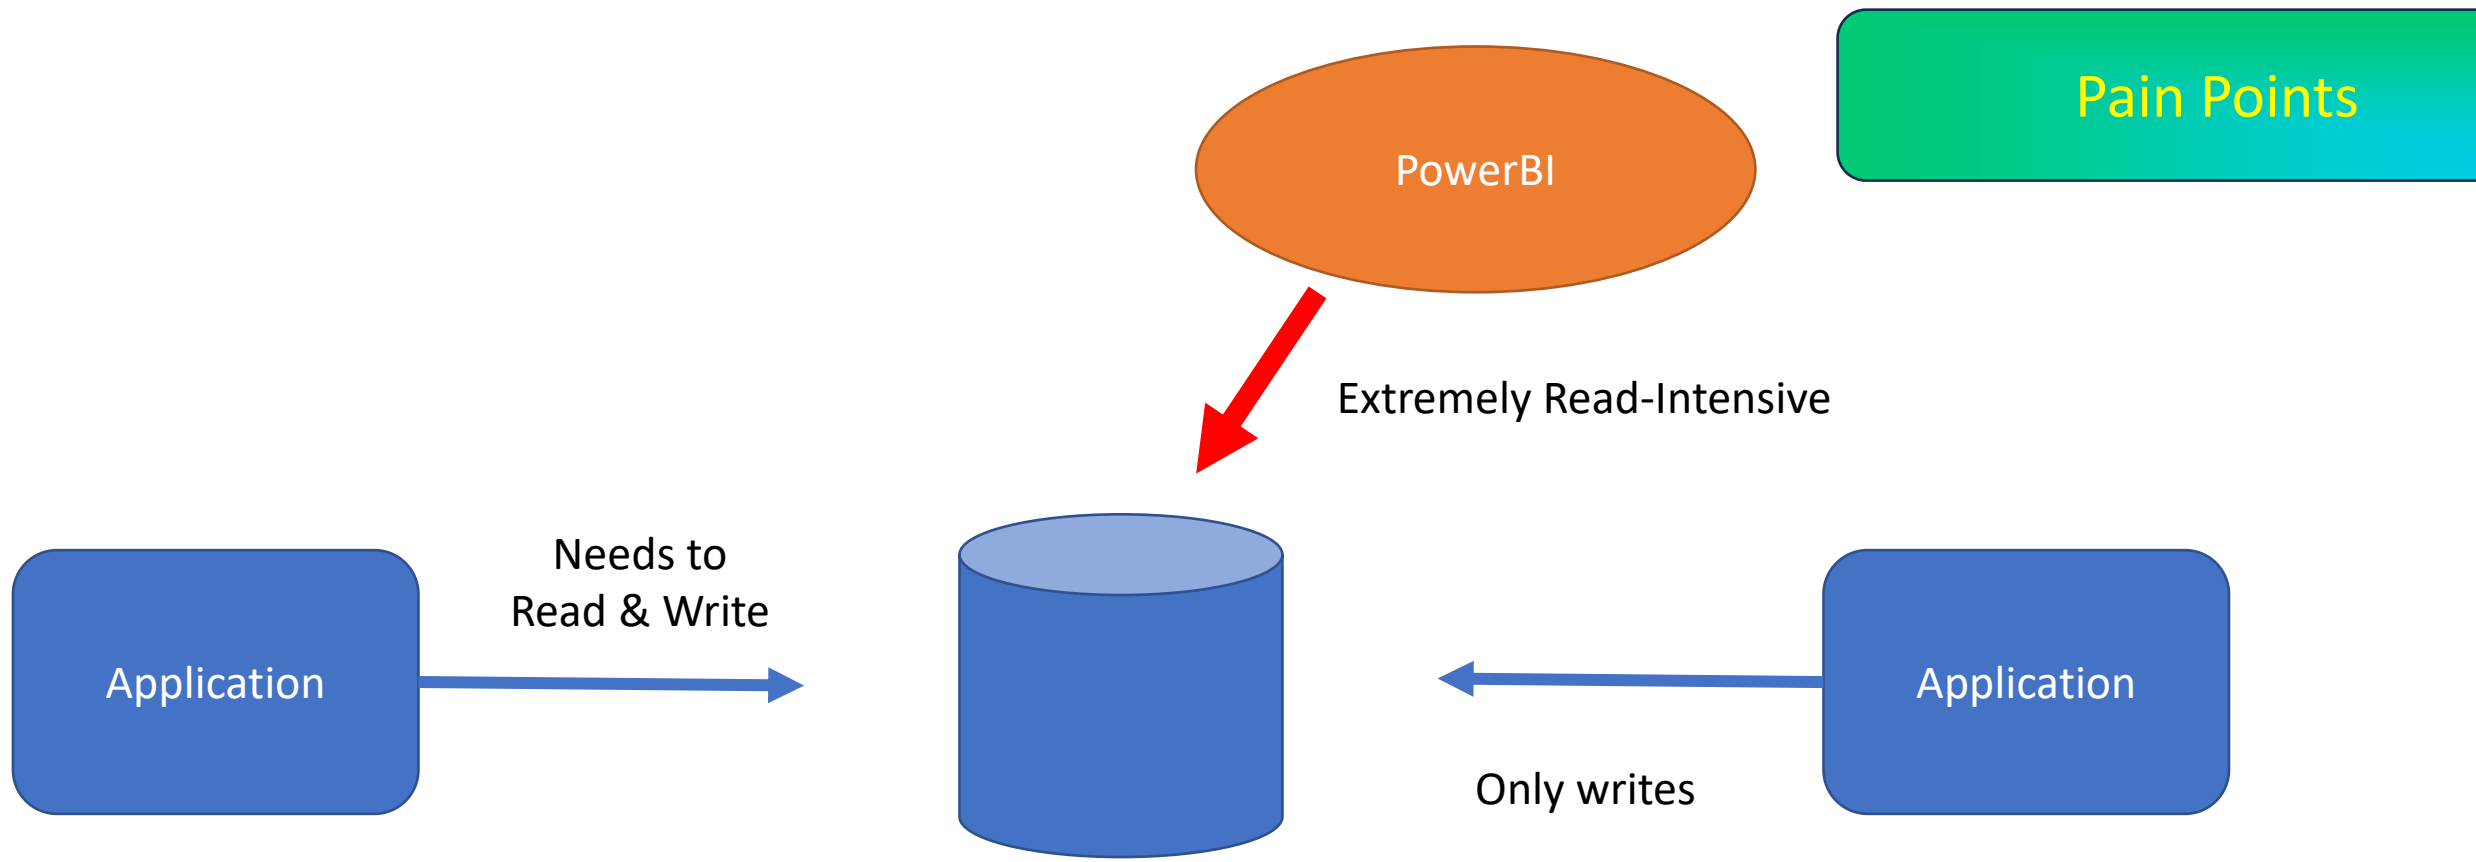 Pain Points
PowerBI
Extremely Read-Intensive
Needs to
Read & Write
Application
Application
Only writes